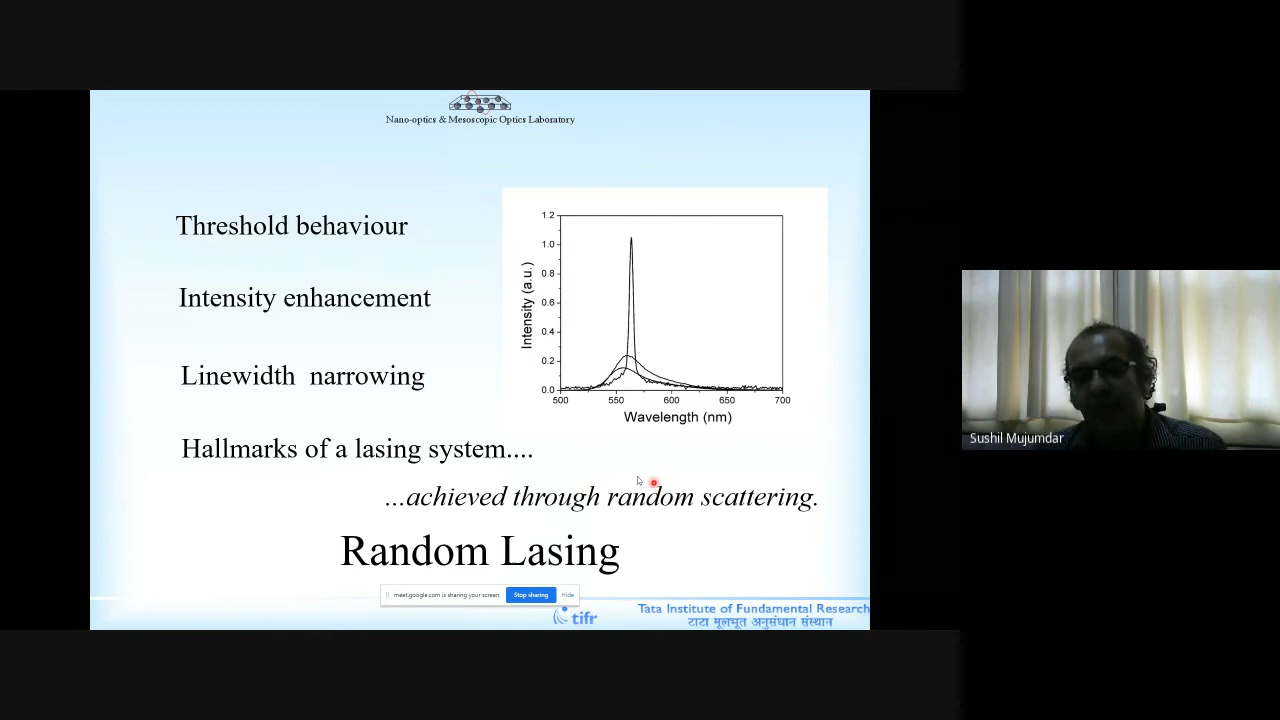 Nano-optics & Mesoscopic Optics Laboratory
Threshold behaviour
Intensity enhancement
Linewidth narrowing
Hallmarks of a lasing system....
...achieved through random scattering.
Random Lasing
1.2
1.0
0.8
0.6
0.4
0.2
0.0
Intensity (a.u.)
500 550 600 650 700
Wavelength (nm)
meet.google.com is sharing your screen. Stop sharing Hide
tifr
Tata Institute of Fundamental Research
टाटा मूलभूत अनुसंधान संस्थान
Sushil Mujumdar